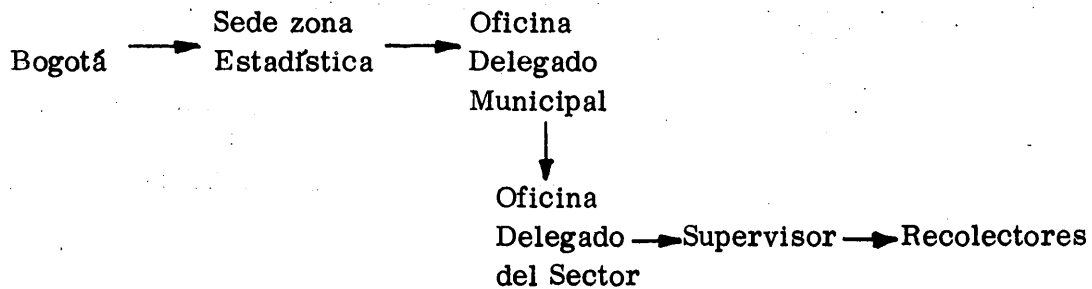 Bogotá
Sede zona
Estadística
Oficina
Delegado
Municipal
Oficina
Delegado
del Sector
Supervisor
Recolectores